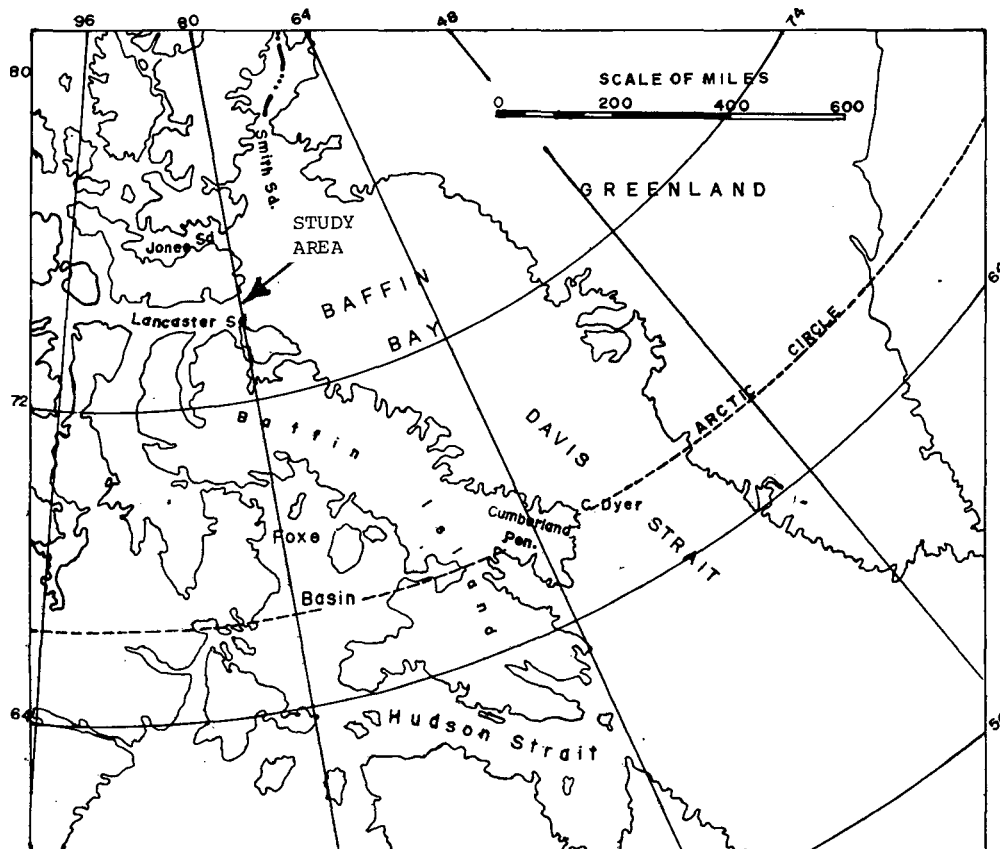 96
80
64
48
74
80
SCALE OF MILES
0 200 400 600
Smith Sd.
GREENLAND
STUDY
AREA
Jones Sd
BAFFIN
BAY
Lancaster Sd
CIRCLE
ARCTIC
72
Baffin
Island
DAVIS
STRAIT
C. Dyer
Cumberland
Pen.
Foxe
Basin
64
Hudson Strait